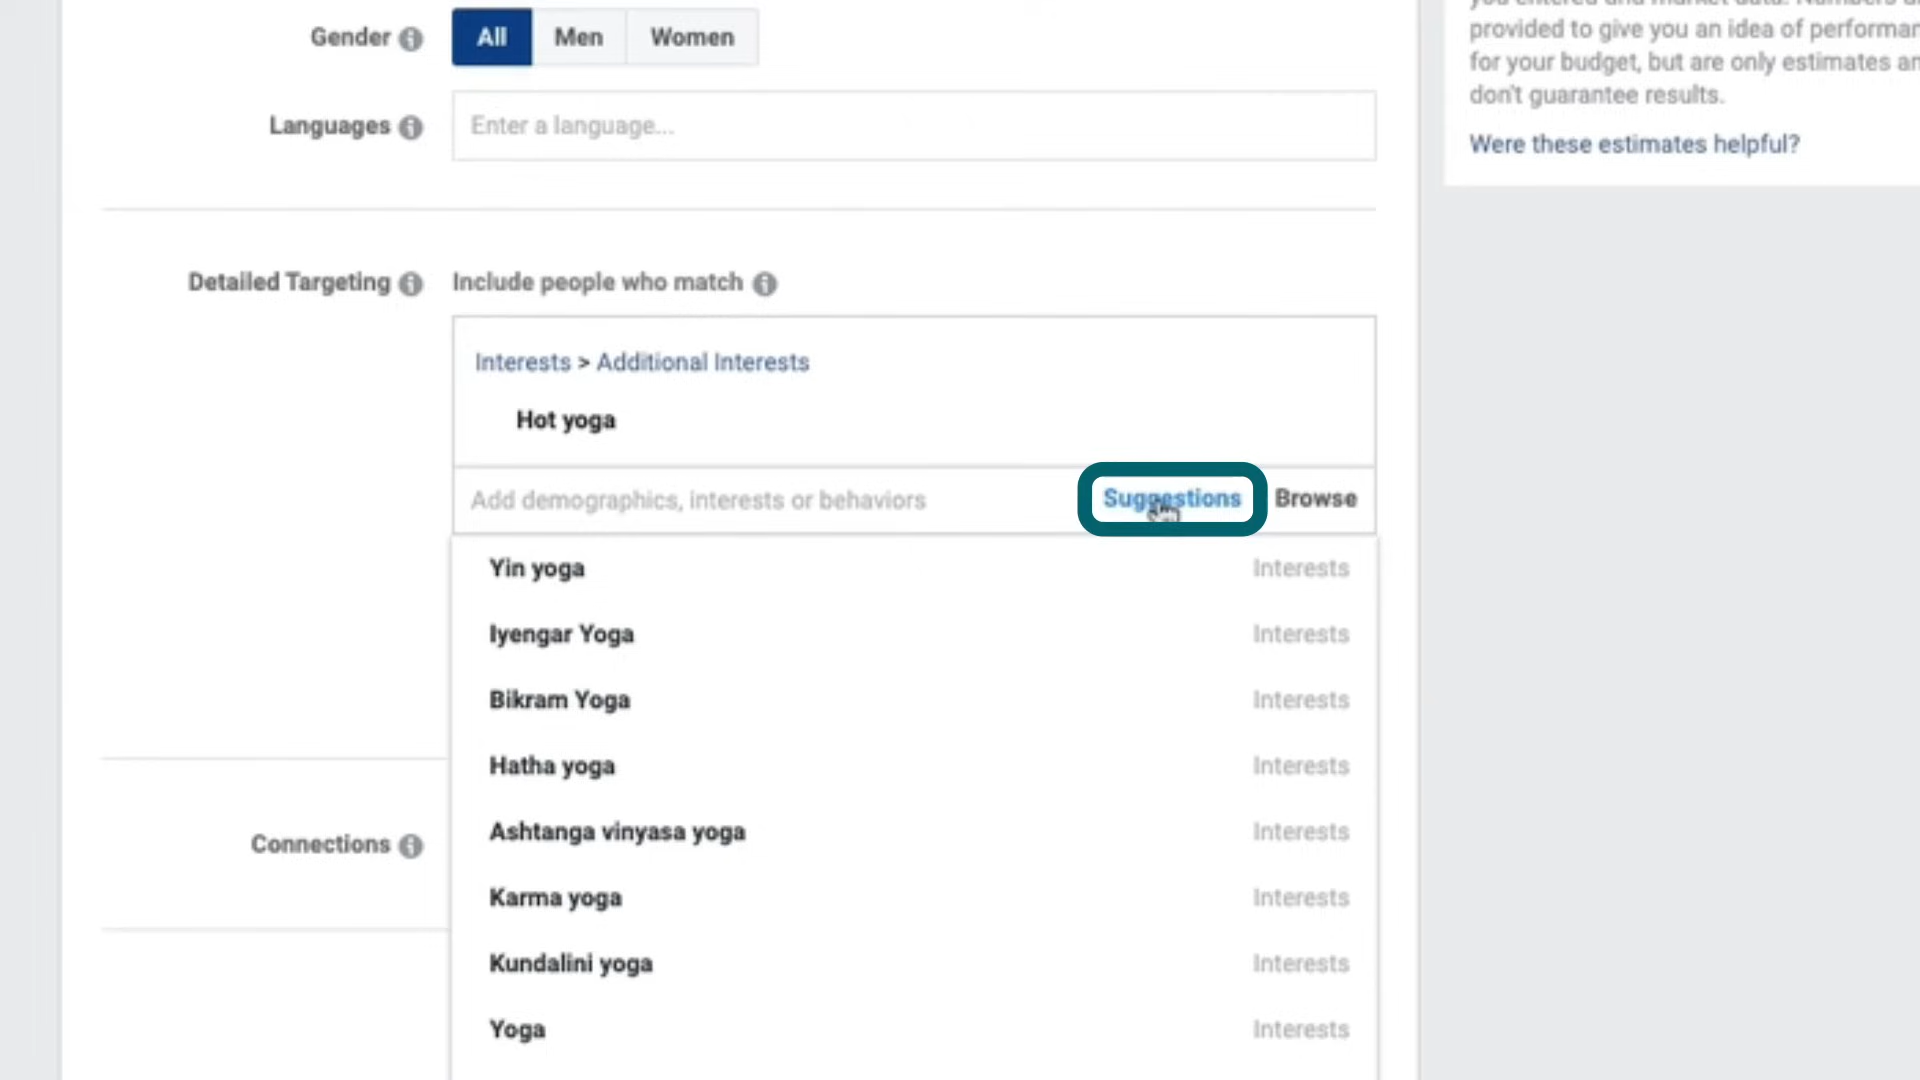 Gender All Men Women
Languages Enter a language...
Detailed Targeting Include people who match
Interests > Additional Interests
Hot yoga
Add demographics, interests or behaviors Suggestions Browse
Yin yoga Interests
Iyengar Yoga Interests
Bikram Yoga Interests
Hatha yoga Interests
Ashtanga vinyasa yoga Interests
Connections
Karma yoga Interests
Kundalini yoga Interests
Yoga Interests
provided to give you an idea of performan
for your budget, but are only estimates an
don't guarantee results.
Were these estimates helpful?